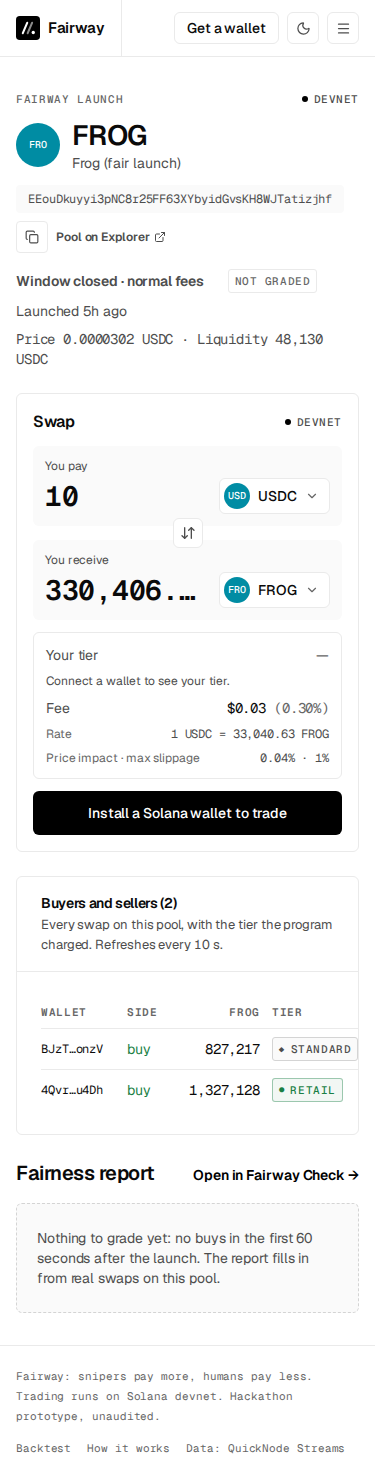 Fairway
Get a wallet
FAIRWAY LAUNCH
DEVNET
FRO
FROG
Frog (fair launch)
EEouDkuyyi3pNC8r25FF63XYbyidGvsKH8WJTatizjhf
Pool on Explorer
Window closed · normal fees
NOT GRADED
Launched 5h ago
Price 0.0000302 USDC · Liquidity 48,130
USDC
Swap
DEVNET
You pay
10
USD
USDC
You receive
330,406.…
FRO
FROG
Your tier
—
Connect a wallet to see your tier.
Fee
$0.03 (0.30%)
Rate
1 USDC = 33,040.63 FROG
Price impact · max slippage
0.04% · 1%
Install a Solana wallet to trade
Buyers and sellers (2)
Every swap on this pool, with the tier the program
charged. Refreshes every 10 s.
WALLET SIDE FROG TIER
BJzT…onzV buy 827,217 STANDARD
4Qvr…u4Dh buy 1,327,128 RETAIL
Fairness report
Open in Fairway Check →
Nothing to grade yet: no buys in the first 60
seconds after the launch. The report fills in
from real swaps on this pool.
Fairway: snipers pay more, humans pay less.
Trading runs on Solana devnet. Hackathon
prototype, unaudited.
Backtest How it works Data: QuickNode Streams